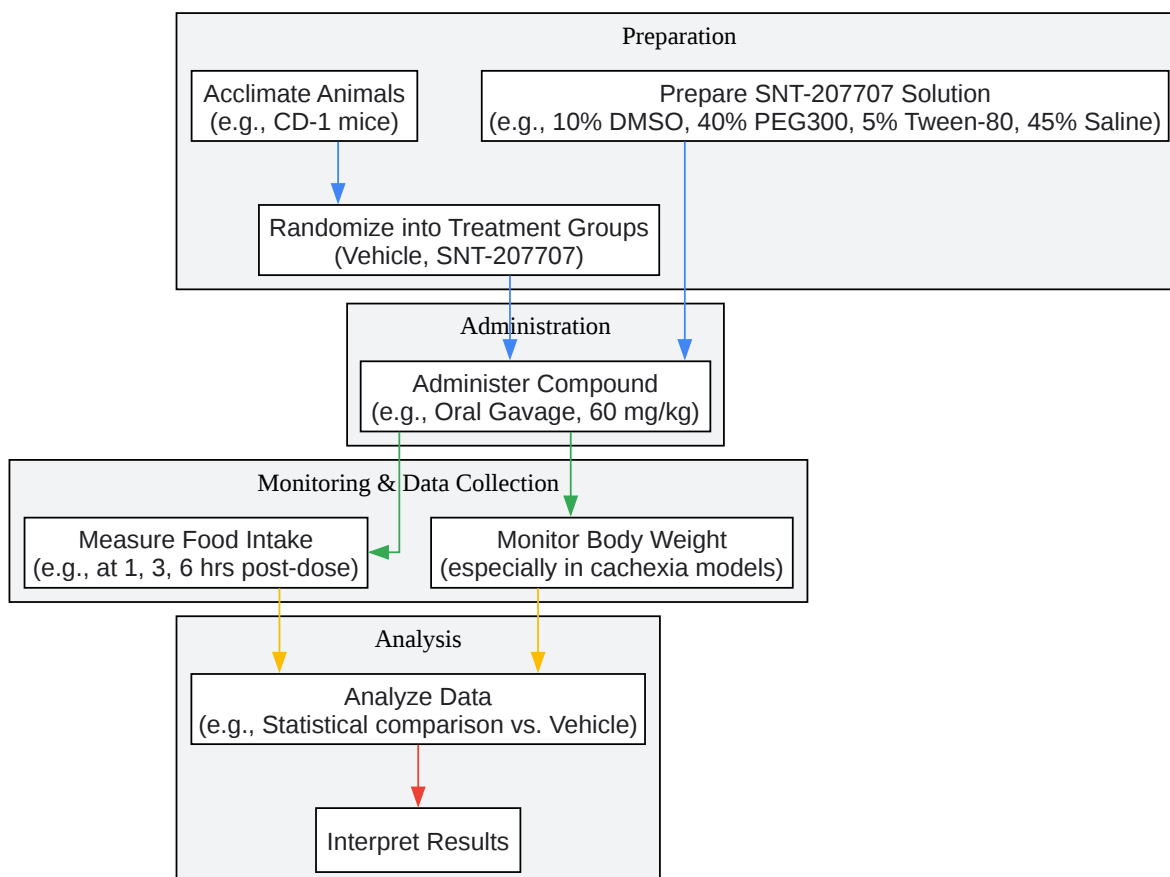 Preparation
Acclimate Animals
(e.g., CD-1 mice)
Prepare SNT-207707 Solution
(e.g., 10% DMSO, 40% PEG300, 5% Tween-80, 45% Saline)
Randomize into Treatment Groups
(Vehicle, SNT-207707)
Administration
Administer Compound
(e.g., Oral Gavage, 60 mg/kg)
Monitoring & Data Collection
Measure Food Intake
(e.g., at 1, 3, 6 hrs post-dose)
Monitor Body Weight
(especially in cachexia models)
Analysis
Analyze Data
(e.g., Statistical comparison vs. Vehicle)
Interpret Results